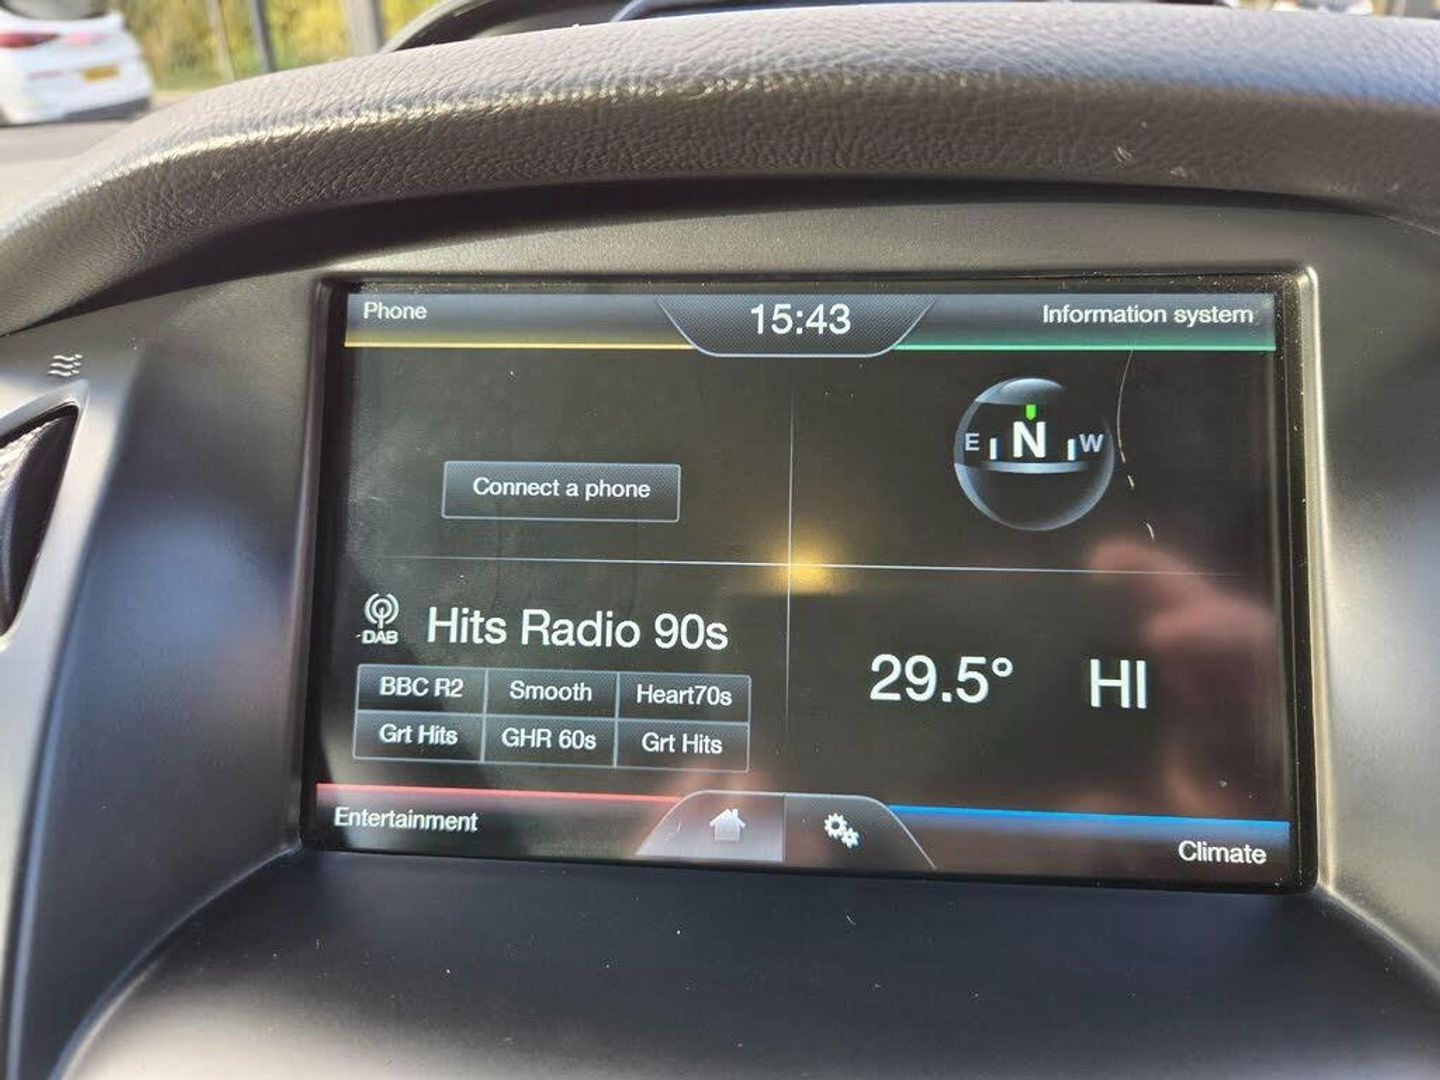 Phone
15:43
Information system
E N W
Connect a phone
DAB
Hits Radio 90s
BBC R2 Smooth Heart70s
Grt Hits GHR 60s Grt Hits
29.5° HI
Entertainment
Climate